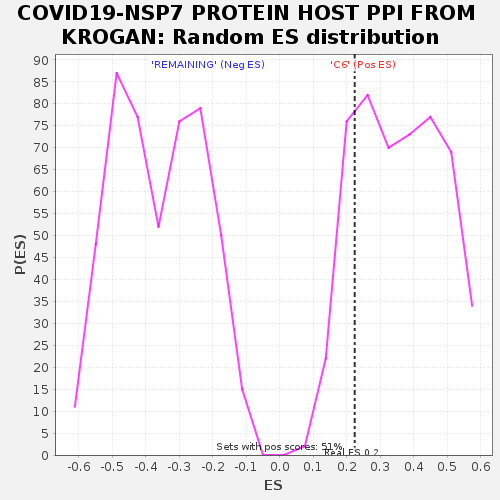 COVID19-NSP7 PROTEIN HOST PPI FROM
KROGAN: Random ES distribution
'REMAINING' (Neg ES) 'C6' (Pos ES)
90
85
80
75
70
65
60
55
50
45
40
35
30
25
20
15
10
5
0
P(ES)
Sets with pos scores: 51%
Real ES 0.2
-0.6 -0.5 -0.4 -0.3 -0.2 -0.1 0.0 0.1 0.2 0.3 0.4 0.5 0.6
ES